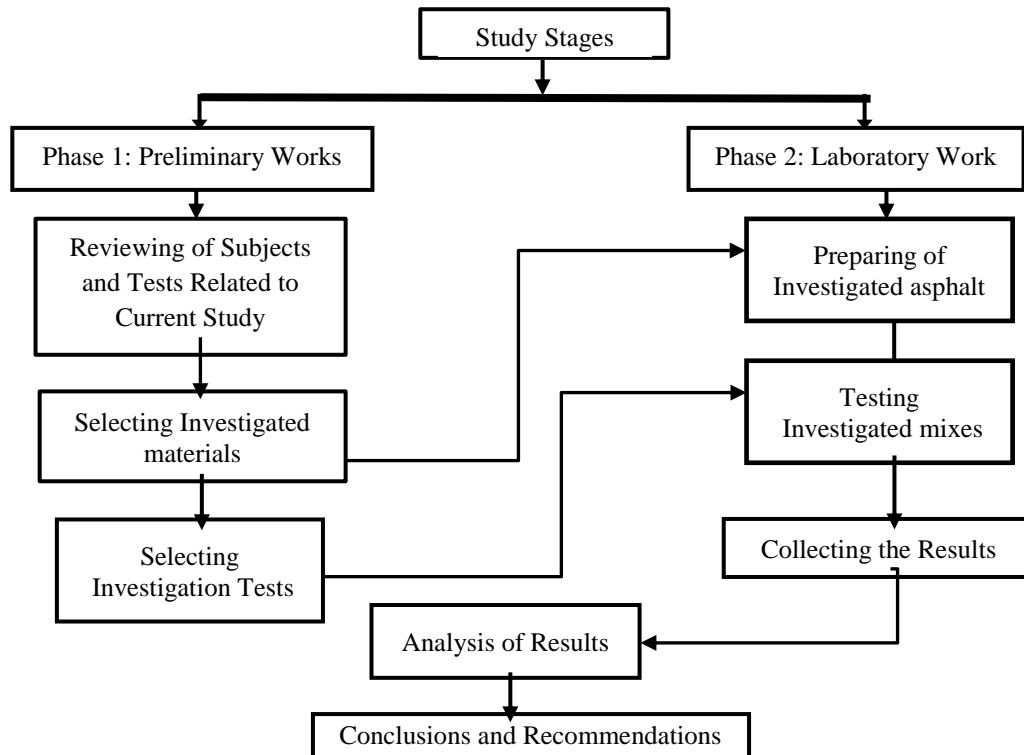 Study Stages
Phase 1: Preliminary Works
Phase 2: Laboratory Work
Reviewing of Subjects
and Tests Related to
Current Study
Preparing of
Investigated asphalt
Selecting Investigated
materials
Testing
Investigated mixes
Selecting
Investigation Tests
Collecting the Results
Analysis of Results
Conclusions and Recommendations